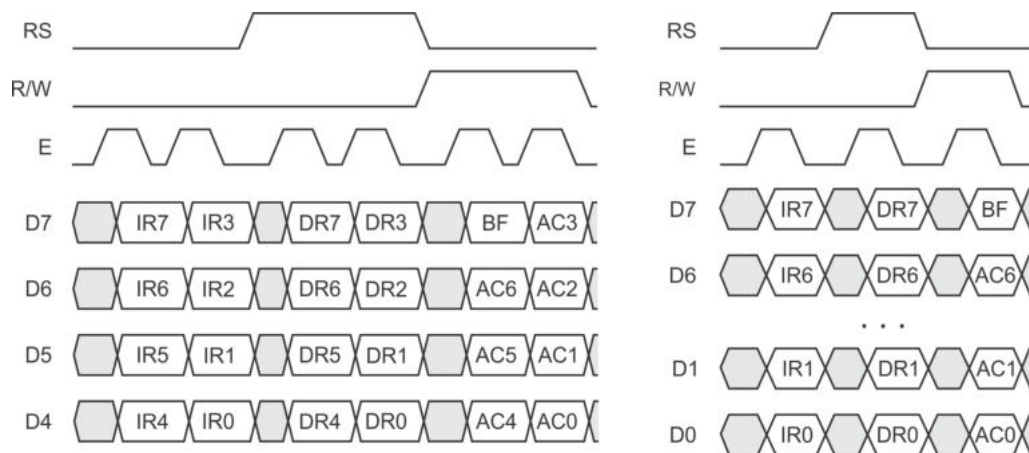 RS
R/W
E
D7 IR7 IR3 DR7 DR3 BF AC3
D6 IR6 IR2 DR6 DR2 AC6 AC2
D5 IR5 IR1 DR5 DR1 AC5 AC1
D4 IR4 IR0 DR4 DR0 AC4 AC0
RS
R/W
E
D7 IR7 DR7 BF
D6 IR6 DR6 AC6
. . .
D1 IR1 DR1 AC1
D0 IR0 DR0 AC0